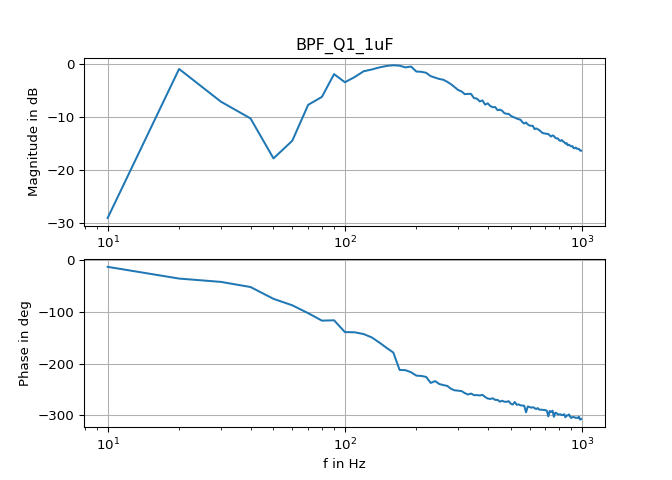 BPF_Q1_1uF
Magnitude in dB
0
−10
−20
−30
10¹ 10² 10³
Phase in deg
0
−100
−200
−300
10¹ 10² 10³
f in Hz